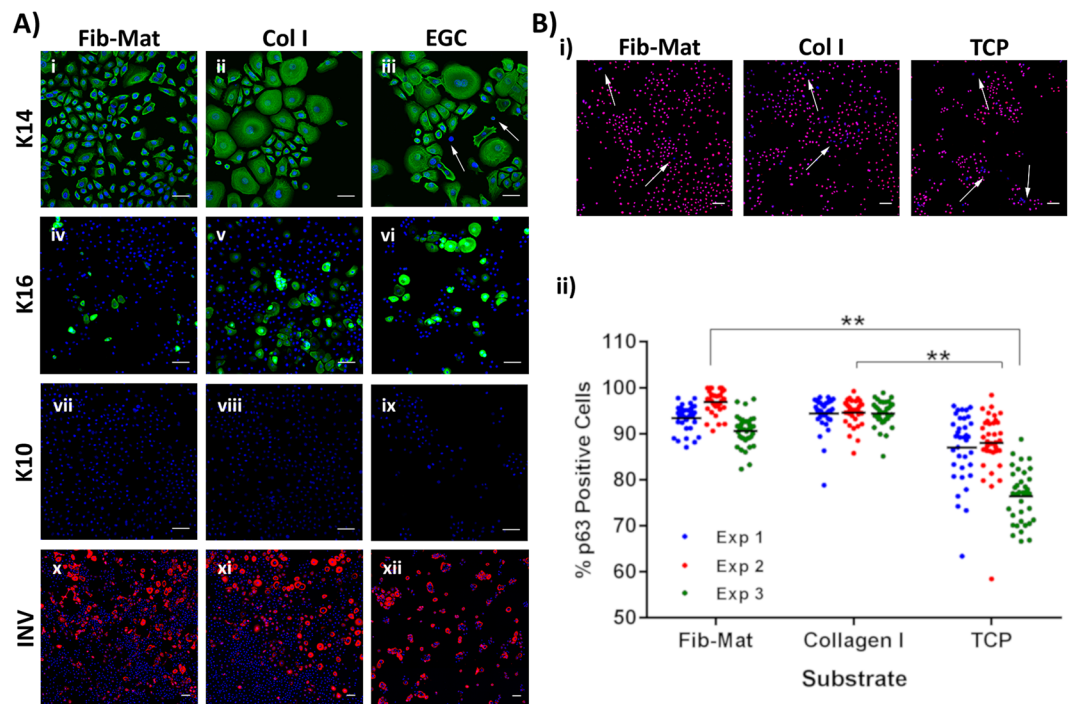 A)
Fib-Mat Col I EGC
K14
i ii iii
K16
iv v vi
K10
vii viii ix
INV
x xi xii
B)
i)
Fib-Mat Col I TCP
ii)
**
**
110
100
90
80
70
60
50
% p63 Positive Cells
Exp 1
Exp 2
Exp 3
Fib-Mat Collagen I TCP
Substrate